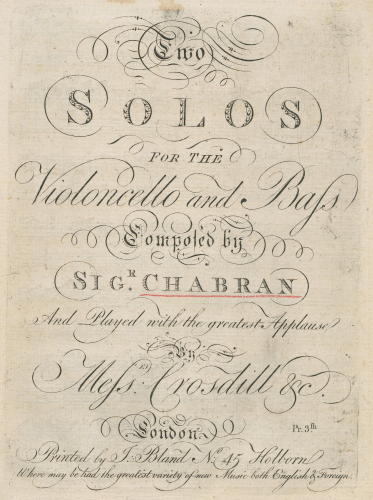 Two
SOLOS
FOR THE
Violoncello and Baſs
Compoſed by
SIG.R CHABRAN
And Played with the greatest Applause
By
Meſs.rs Crosdill &c.
London
Pr. 3sh
Printed by J. Bland N.o 45 Holborn
Where may be had the greatest variety of new Music both English & Foreign